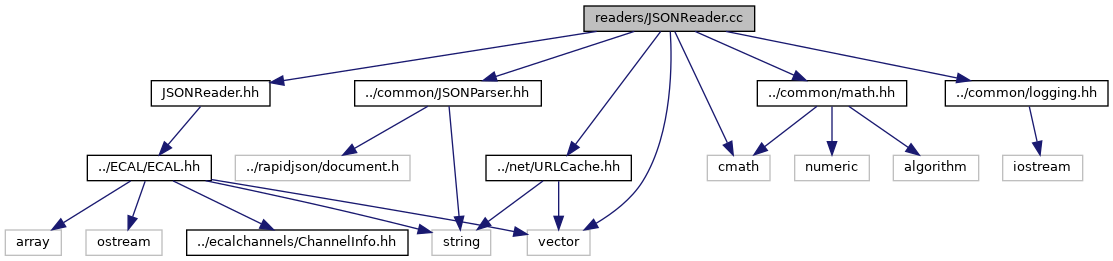 readers/JSONReader.cc
JSONReader.hh
../common/JSONParser.hh
../common/math.hh
../common/logging.hh
../ECAL/ECAL.hh
../rapidjson/document.h
../net/URLCache.hh
cmath
numeric
algorithm
iostream
array
ostream
../ecalchannels/ChannelInfo.hh
string
vector